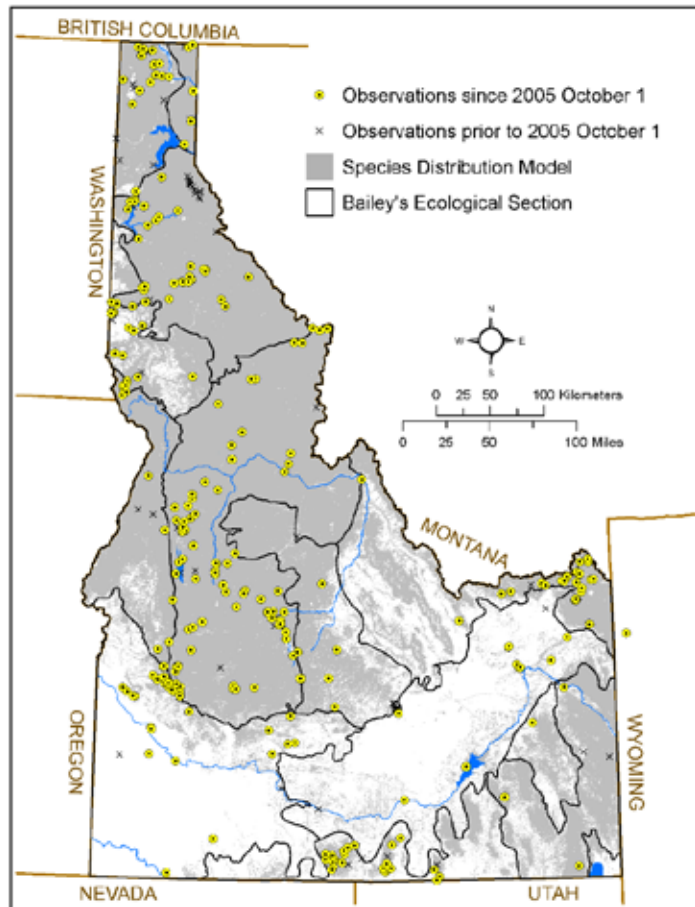 BRITISH COLUMBIA
Observations since 2005 October 1
Observations prior to 2005 October 1
Species Distribution Model
Bailey's Ecological Section
WASHINGTON
N
W E
S
0 25 50 100 Kilometers
0 25 50 100 Miles
MONTANA
OREGON
WYOMING
NEVADA
UTAH